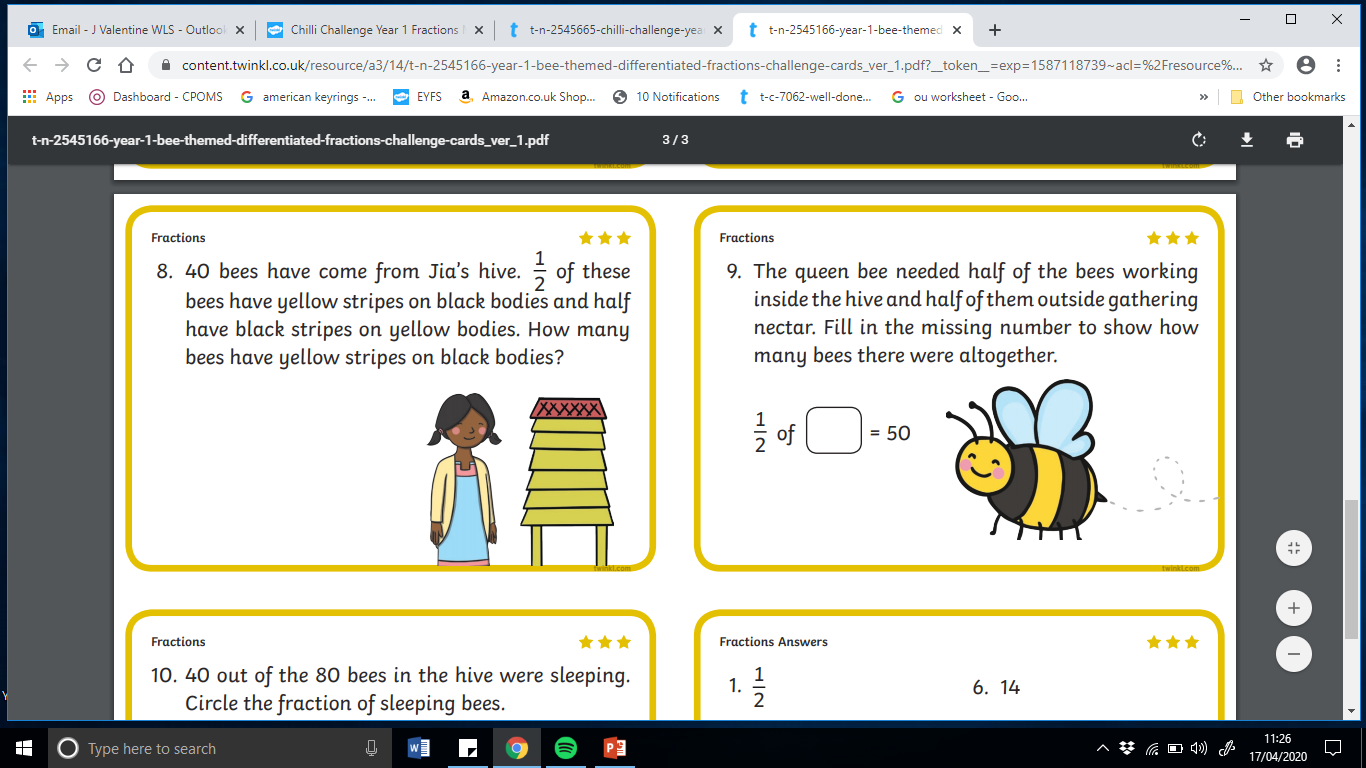 Email - J Valentine WLS - Outlook
Chilli Challenge Year 1 Fractions
t-n-2545665-chilli-challenge-year
t-n-2545166-year-1-bee-themed
content.twinkl.co.uk/resource/a3/14/t-n-2545166-year-1-bee-themed-differentiated-fractions-challenge-cards_ver_1.pdf?__token__=exp=1587118739~acl=%2Fresource%...
Apps
Dashboard - CPOMS
american keyrings -...
EYFS
Amazon.co.uk Shop...
10 Notifications
t-c-7062-well-done...
ou worksheet - Goo...
»
Other bookmarks
t-n-2545166-year-1-bee-themed-differentiated-fractions-challenge-cards_ver_1.pdf
3 / 3
twinkl.com
twinkl.com
Fractions
8. 40 bees have come from Jia's hive. 1/2 of these
bees have yellow stripes on black bodies and half
have black stripes on yellow bodies. How many
bees have yellow stripes on black bodies?
twinkl.com
Fractions
9. The queen bee needed half of the bees working
inside the hive and half of them outside gathering
nectar. Fill in the missing number to show how
many bees there were altogether.
1/2 of = 50
twinkl.com
Fractions
10. 40 out of the 80 bees in the hive were sleeping.
Circle the fraction of sleeping bees.
Fractions Answers
1. 1/2
6. 14
Type here to search
11:26
17/04/2020